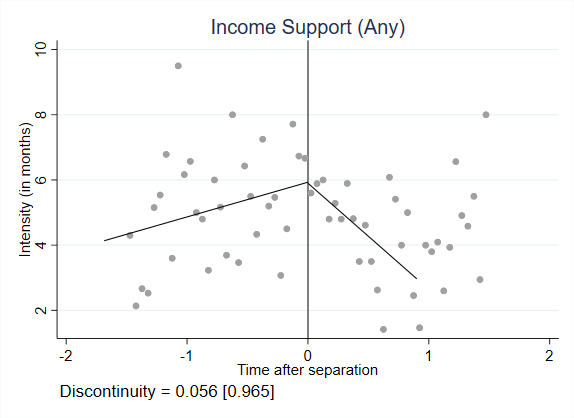 Income Support (Any)
Intensity (in months)
10
8
6
4
2
-2 -1 0 1 2
Time after separation
Discontinuity = 0.056 [0.965]